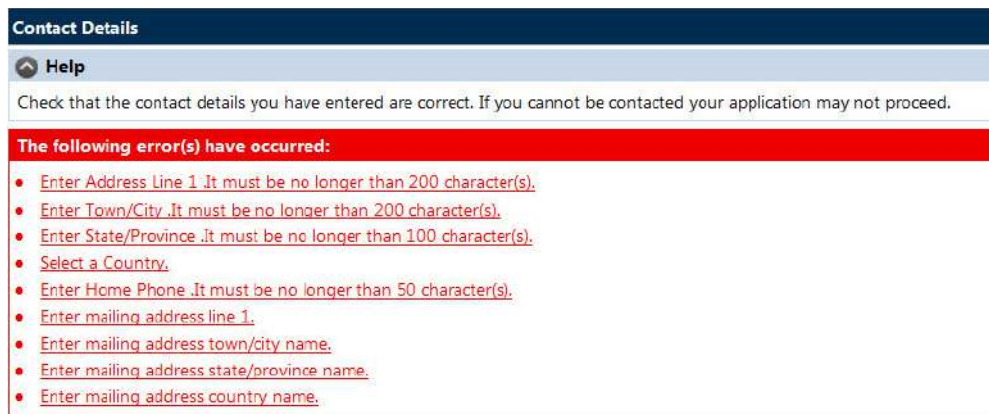 Contact Details
Help
Check that the contact details you have entered are correct. If you cannot be contacted your application may not proceed.
The following error(s) have occurred:
Enter Address Line 1 .It must be no longer than 200 character(s).
Enter Town/City .It must be no longer than 200 character(s).
Enter State/Province .It must be no longer than 100 character(s).
Select a Country.
Enter Home Phone .It must be no longer than 50 character(s).
Enter mailing address line 1.
Enter mailing address town/city name.
Enter mailing address state/province name.
Enter mailing address country name.